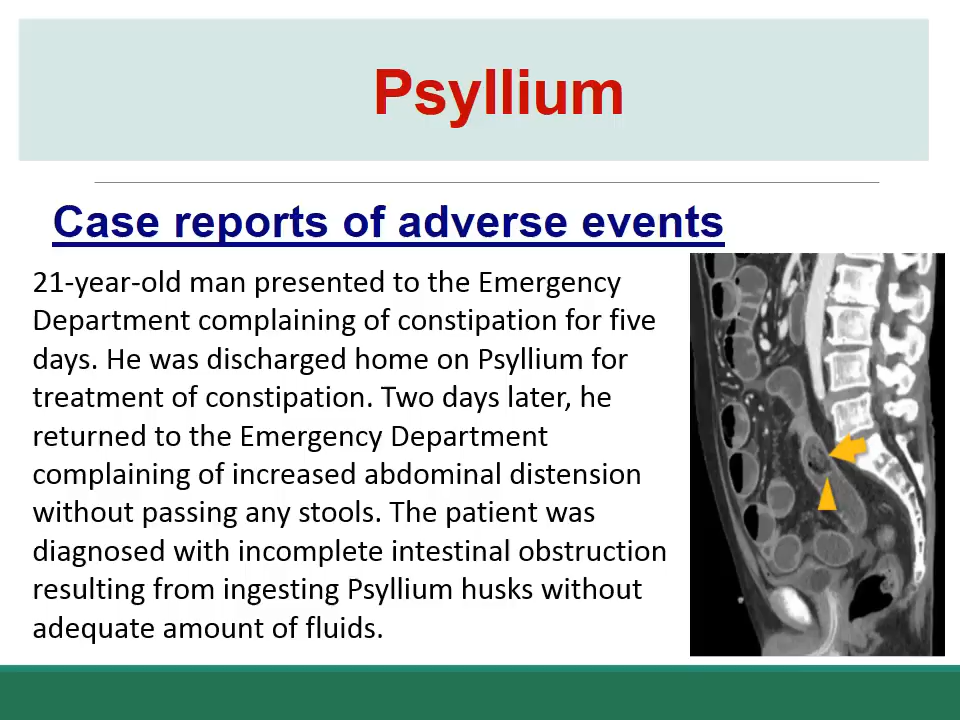 Psyllium
Case reports of adverse events
21-year-old man presented to the Emergency
Department complaining of constipation for five
days. He was discharged home on Psyllium for
treatment of constipation. Two days later, he
returned to the Emergency Department
complaining of increased abdominal distension
without passing any stools. The patient was
diagnosed with incomplete intestinal obstruction
resulting from ingesting Psyllium husks without
adequate amount of fluids.